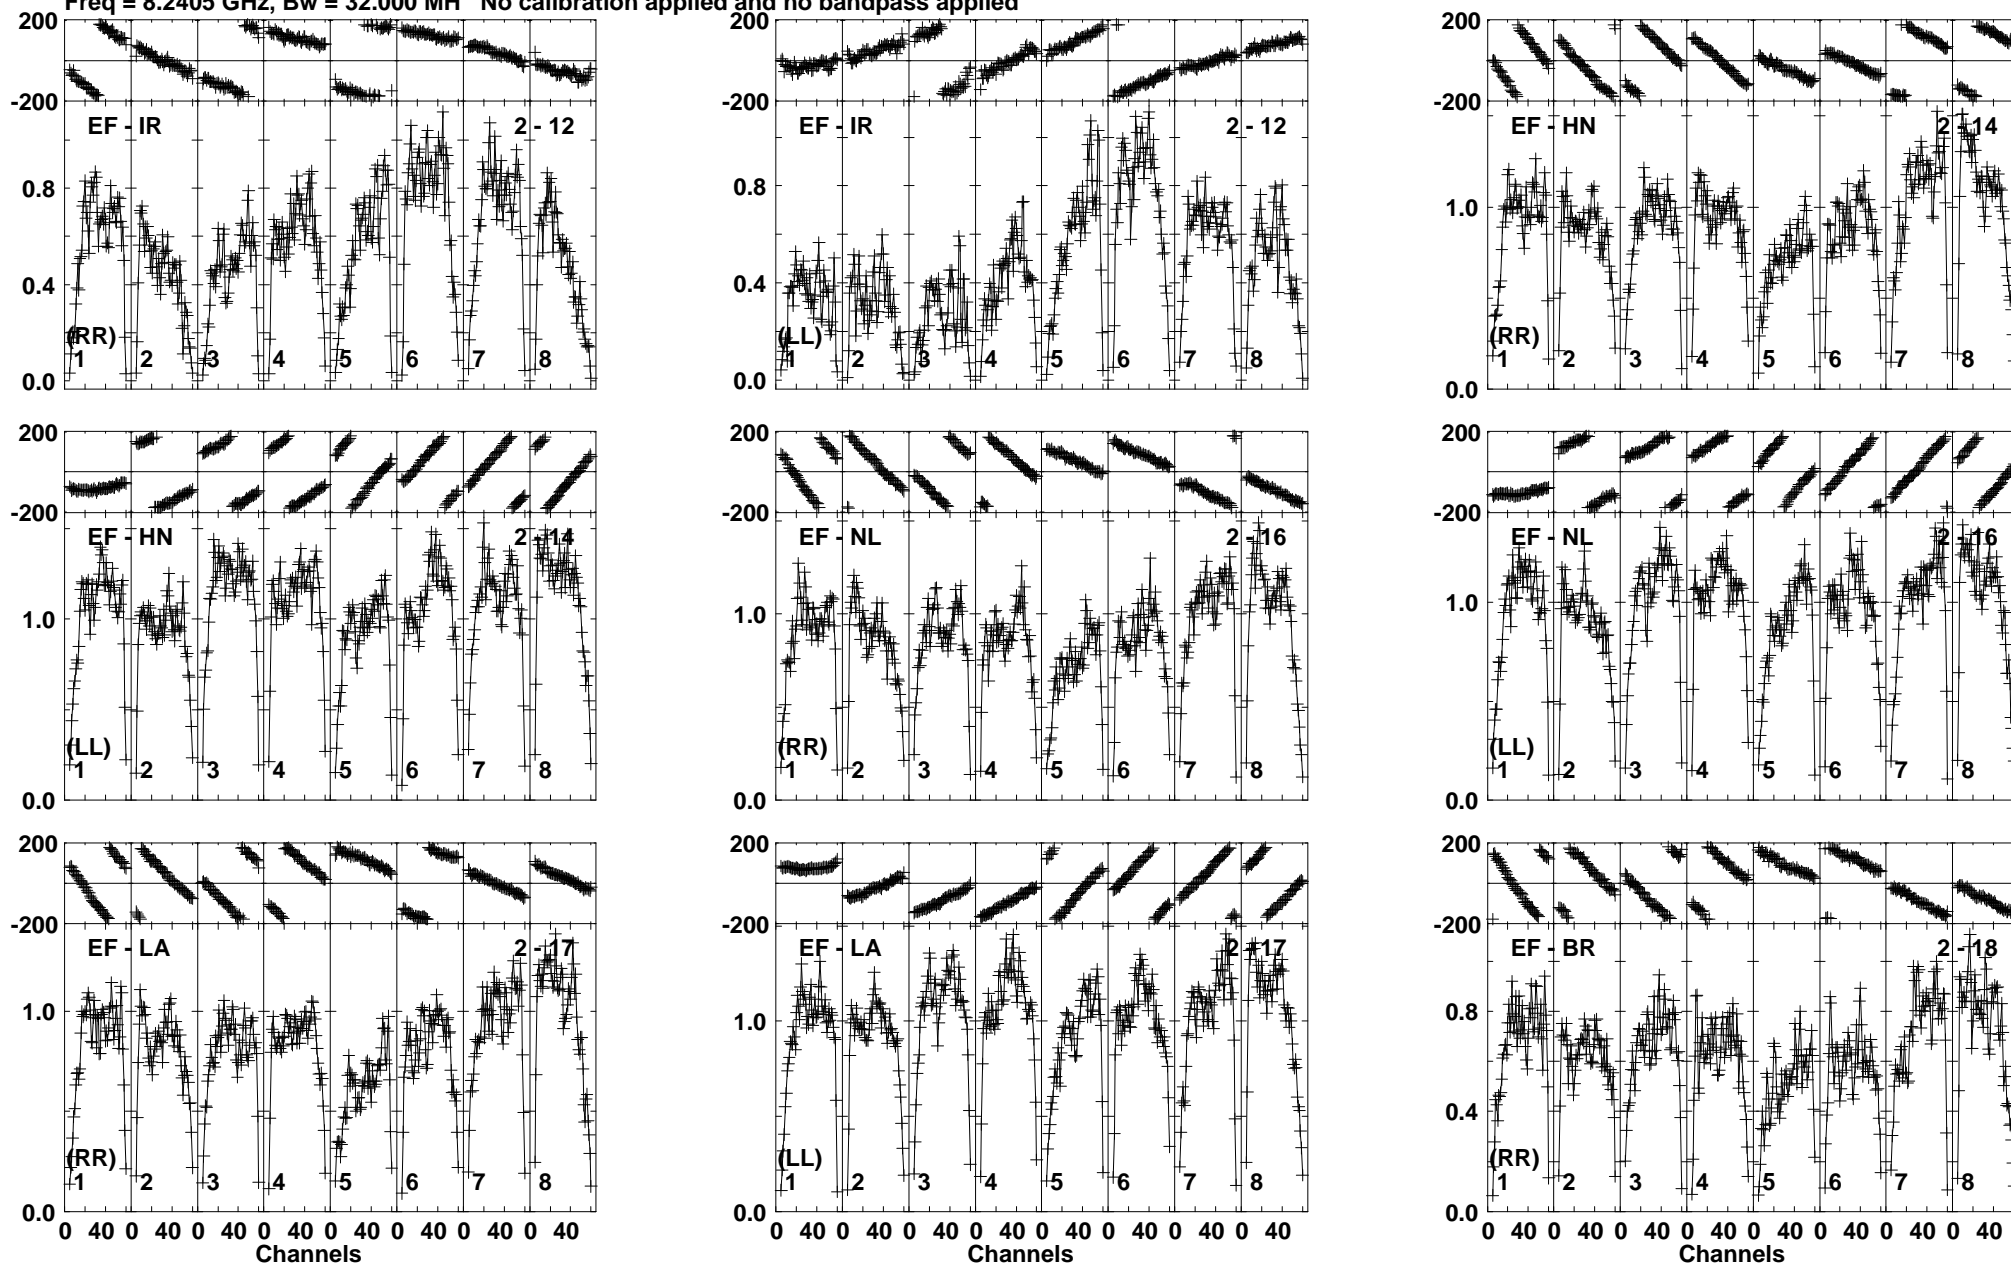 Freq = 8.2405 GHz, Bw = 32.000 MH No calibration applied and no bandpass applied
200 200 200
-200 -200 -200
EF - IR 2 - 12 EF - IR 2 - 12 EF - HN 2 - 14
0.8 0.8 1.0
0.4 0.4
(RR) (LL) (RR)
1 2 3 4 5 6 7 8 1 2 3 4 5 6 7 8 1 2 3 4 5 6 7 8
0.0 0.0 0.0
200 200 200
-200 -200 -200
EF - HN 2 - 14 EF - NL 2 - 16 EF - NL 2 - 16
1.0 1.0 1.0
(LL) (RR) (LL)
1 2 3 4 5 6 7 8 1 2 3 4 5 6 7 8 1 2 3 4 5 6 7 8
0.0 0.0 0.0
200 200 200
-200 -200 -200
EF - LA 2 - 17 EF - LA 2 - 17 EF - BR 2 - 18
1.0 1.0 0.8
0.4
(RR) (LL) (RR)
1 2 3 4 5 6 7 8 1 2 3 4 5 6 7 8 1 2 3 4 5 6 7 8
0.0 0.0 0.0
0 40 0 40 0 40 0 40 0 40 0 40 0 40 0 40 0 40 0 40 0 40 0 40 0 40 0 40 0 40 0 40 0 40 0 40 0 40 0 40 0 40 0 40 0 40 0 40
Channels Channels Channels